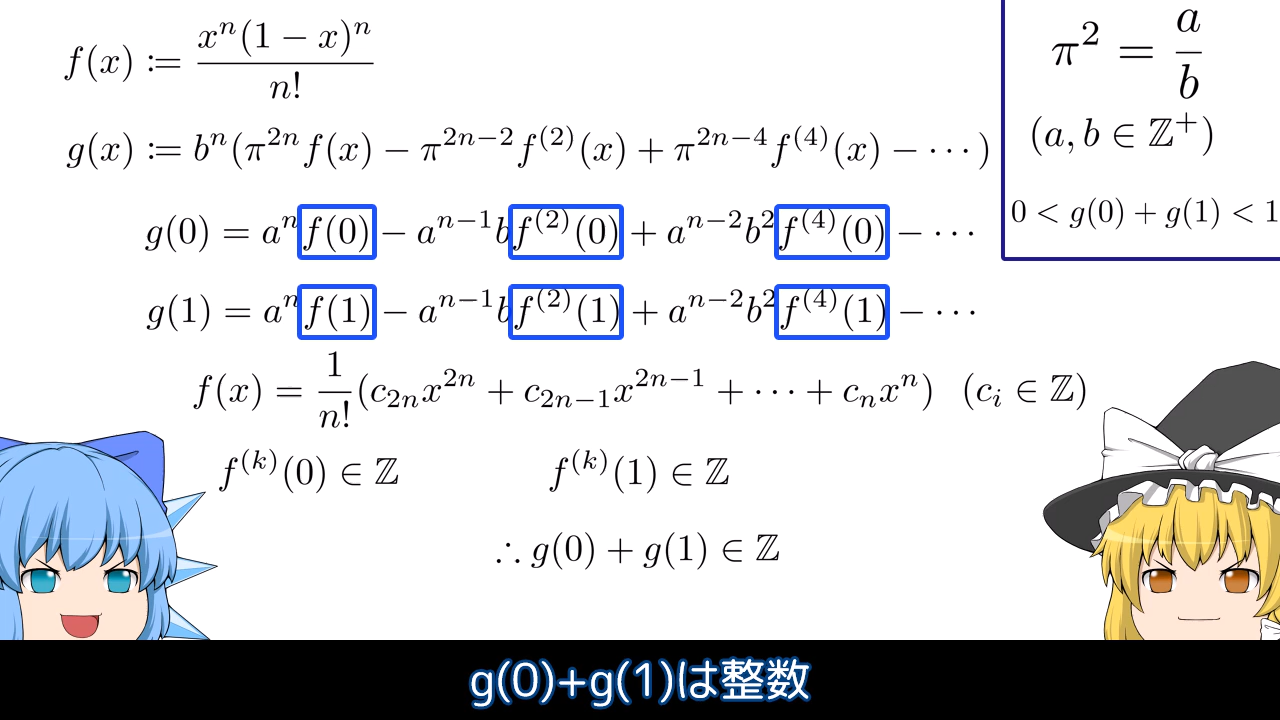 f(x) := x^n(1 − x)^n / n!
π^2 = a/b
(a, b ∈ ℤ^+)
0 < g(0) + g(1) < 1
g(x) := b^n(π^{2n} f(x) − π^{2n−2} f^{(2)}(x) + π^{2n−4} f^{(4)}(x) − ⋯)
g(0) = a^n f(0) − a^{n−1}b f^{(2)}(0) + a^{n−2}b^2 f^{(4)}(0) − ⋯
g(1) = a^n f(1) − a^{n−1}b f^{(2)}(1) + a^{n−2}b^2 f^{(4)}(1) − ⋯
f(x) = 1/n! (c_{2n}x^{2n} + c_{2n−1}x^{2n−1} + ⋯ + c_n x^n) (c_i ∈ ℤ)
f^{(k)}(0) ∈ ℤ f^{(k)}(1) ∈ ℤ
∴ g(0) + g(1) ∈ ℤ
g(0)+g(1)は整数